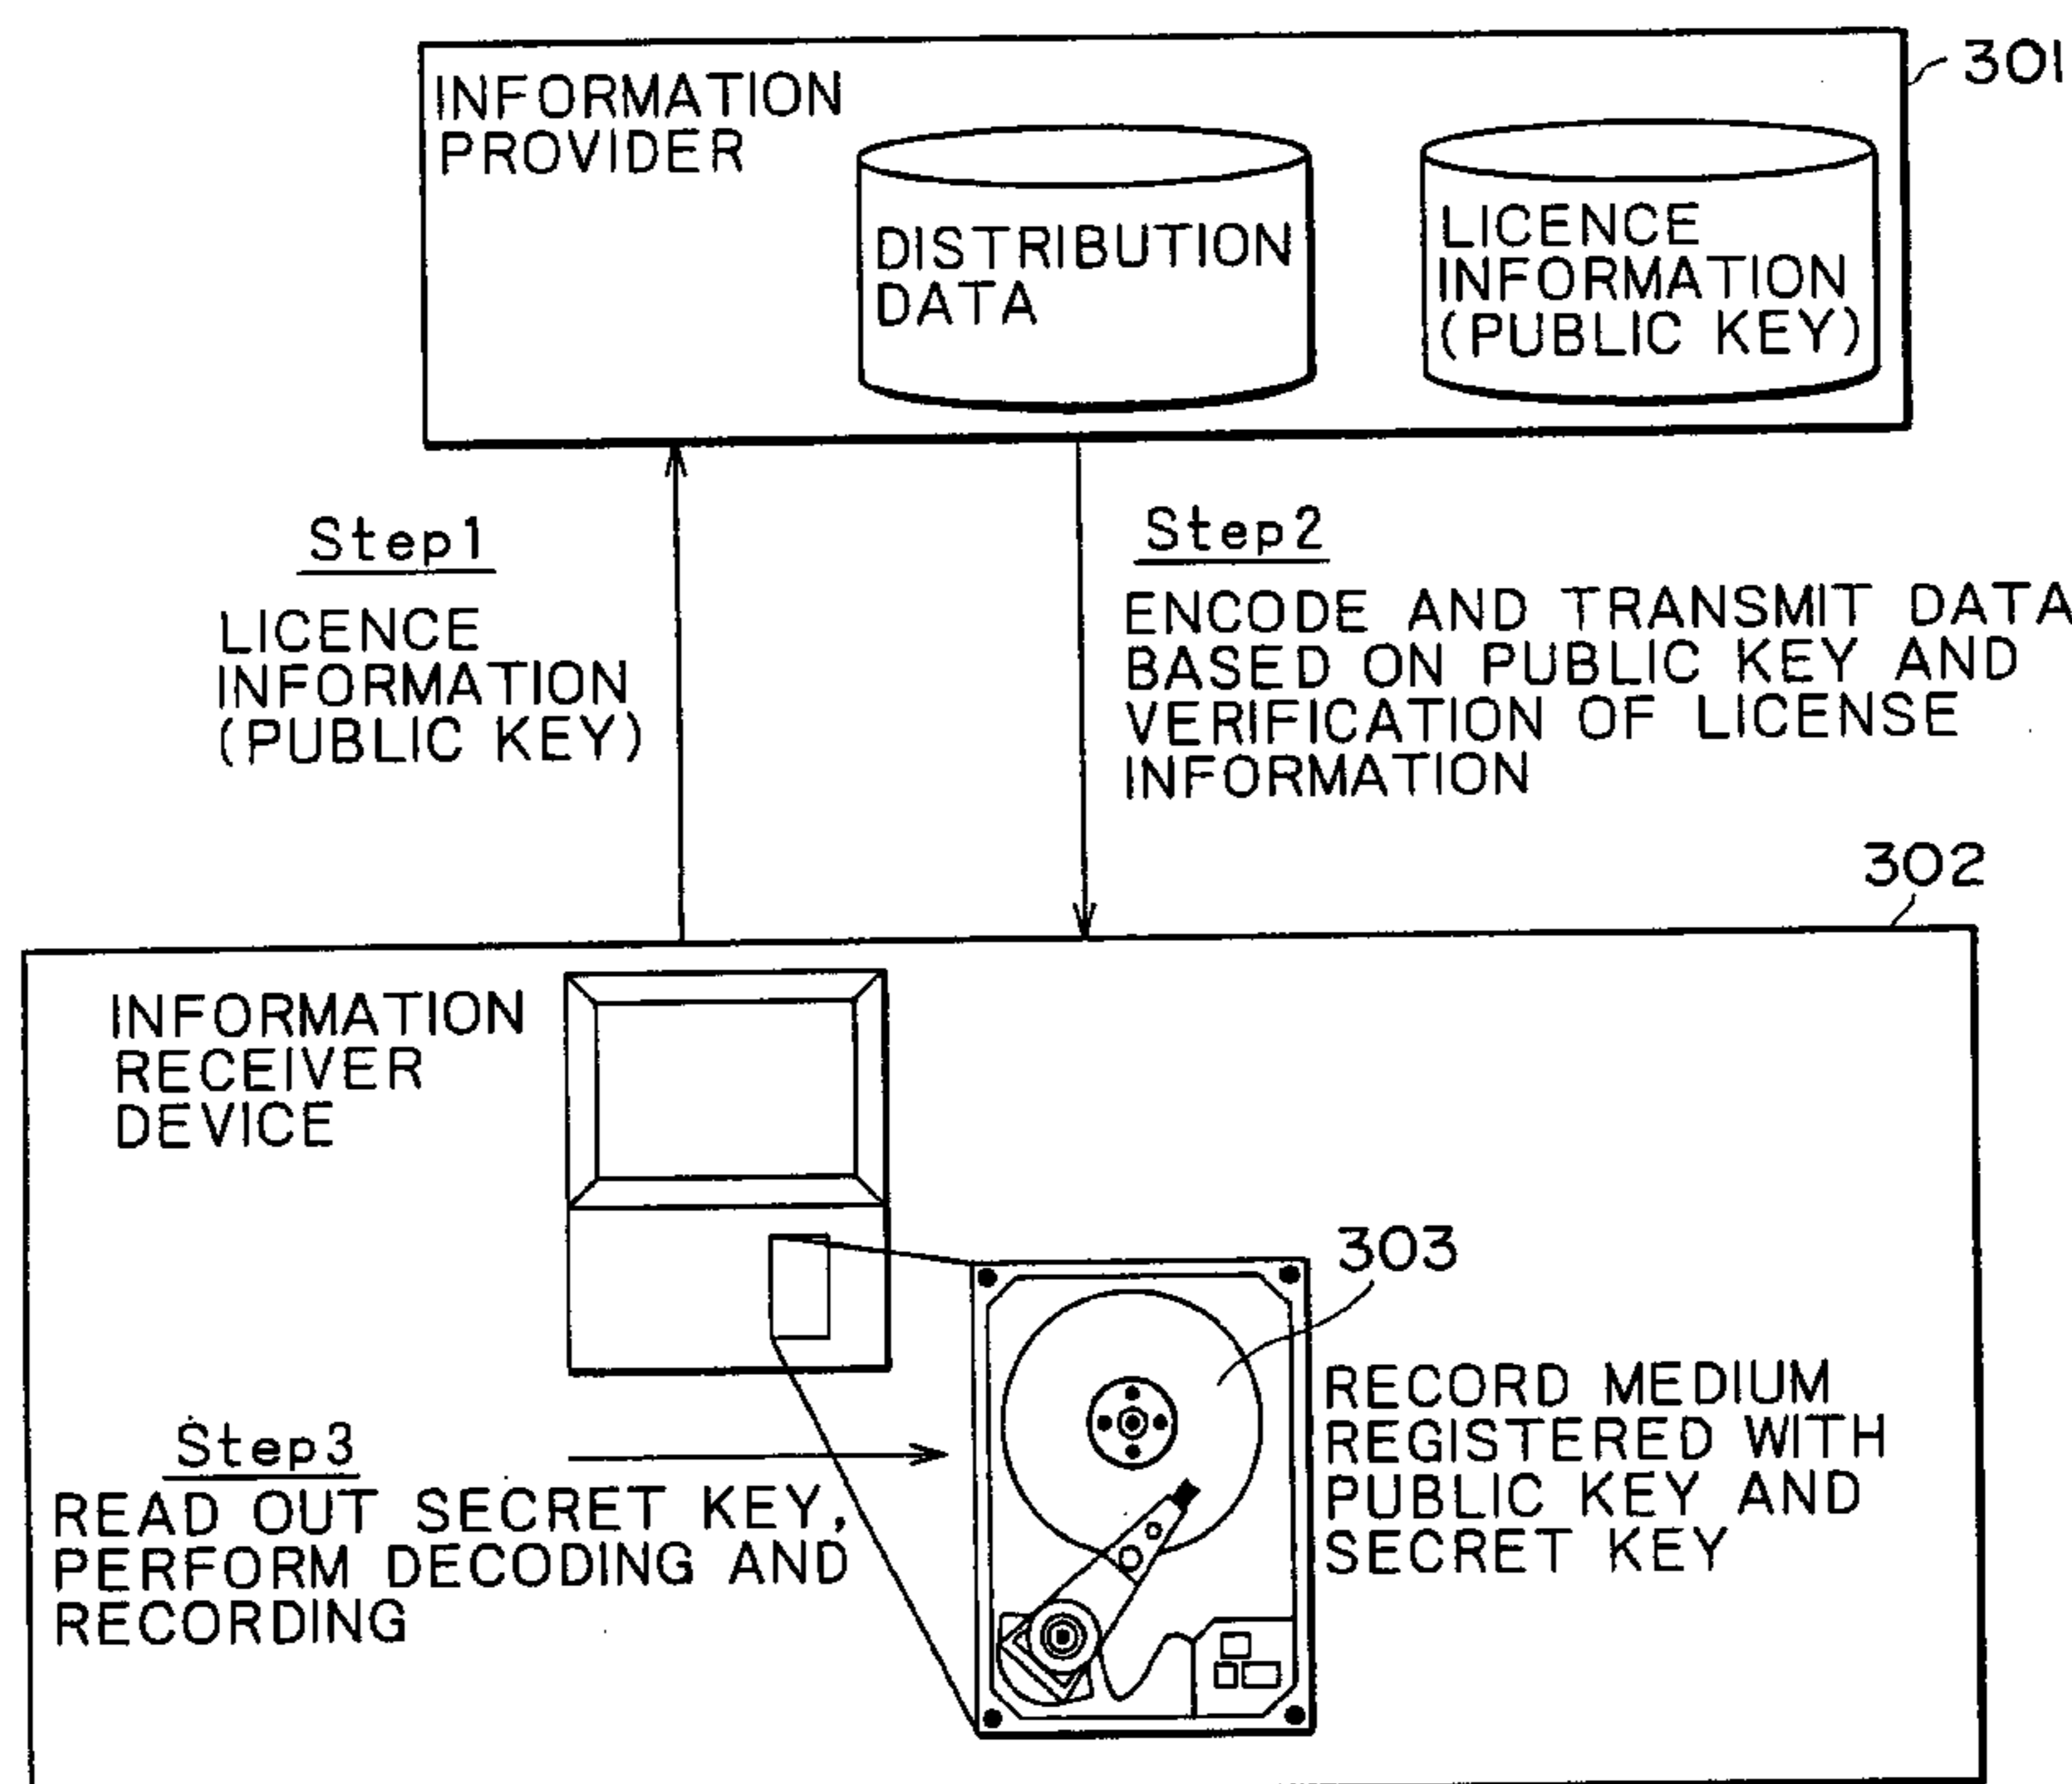 301
INFORMATION
PROVIDER
DISTRIBUTION
DATA
LICENCE
INFORMATION
(PUBLIC KEY)
Step1
LICENCE
INFORMATION
(PUBLIC KEY)
Step2
ENCODE AND TRANSMIT DATA
BASED ON PUBLIC KEY AND
VERIFICATION OF LICENSE
INFORMATION
302
INFORMATION
RECEIVER
DEVICE
303
RECORD MEDIUM
REGISTERED WITH
PUBLIC KEY AND
SECRET KEY
Step3
READ OUT SECRET KEY,
PERFORM DECODING AND
RECORDING